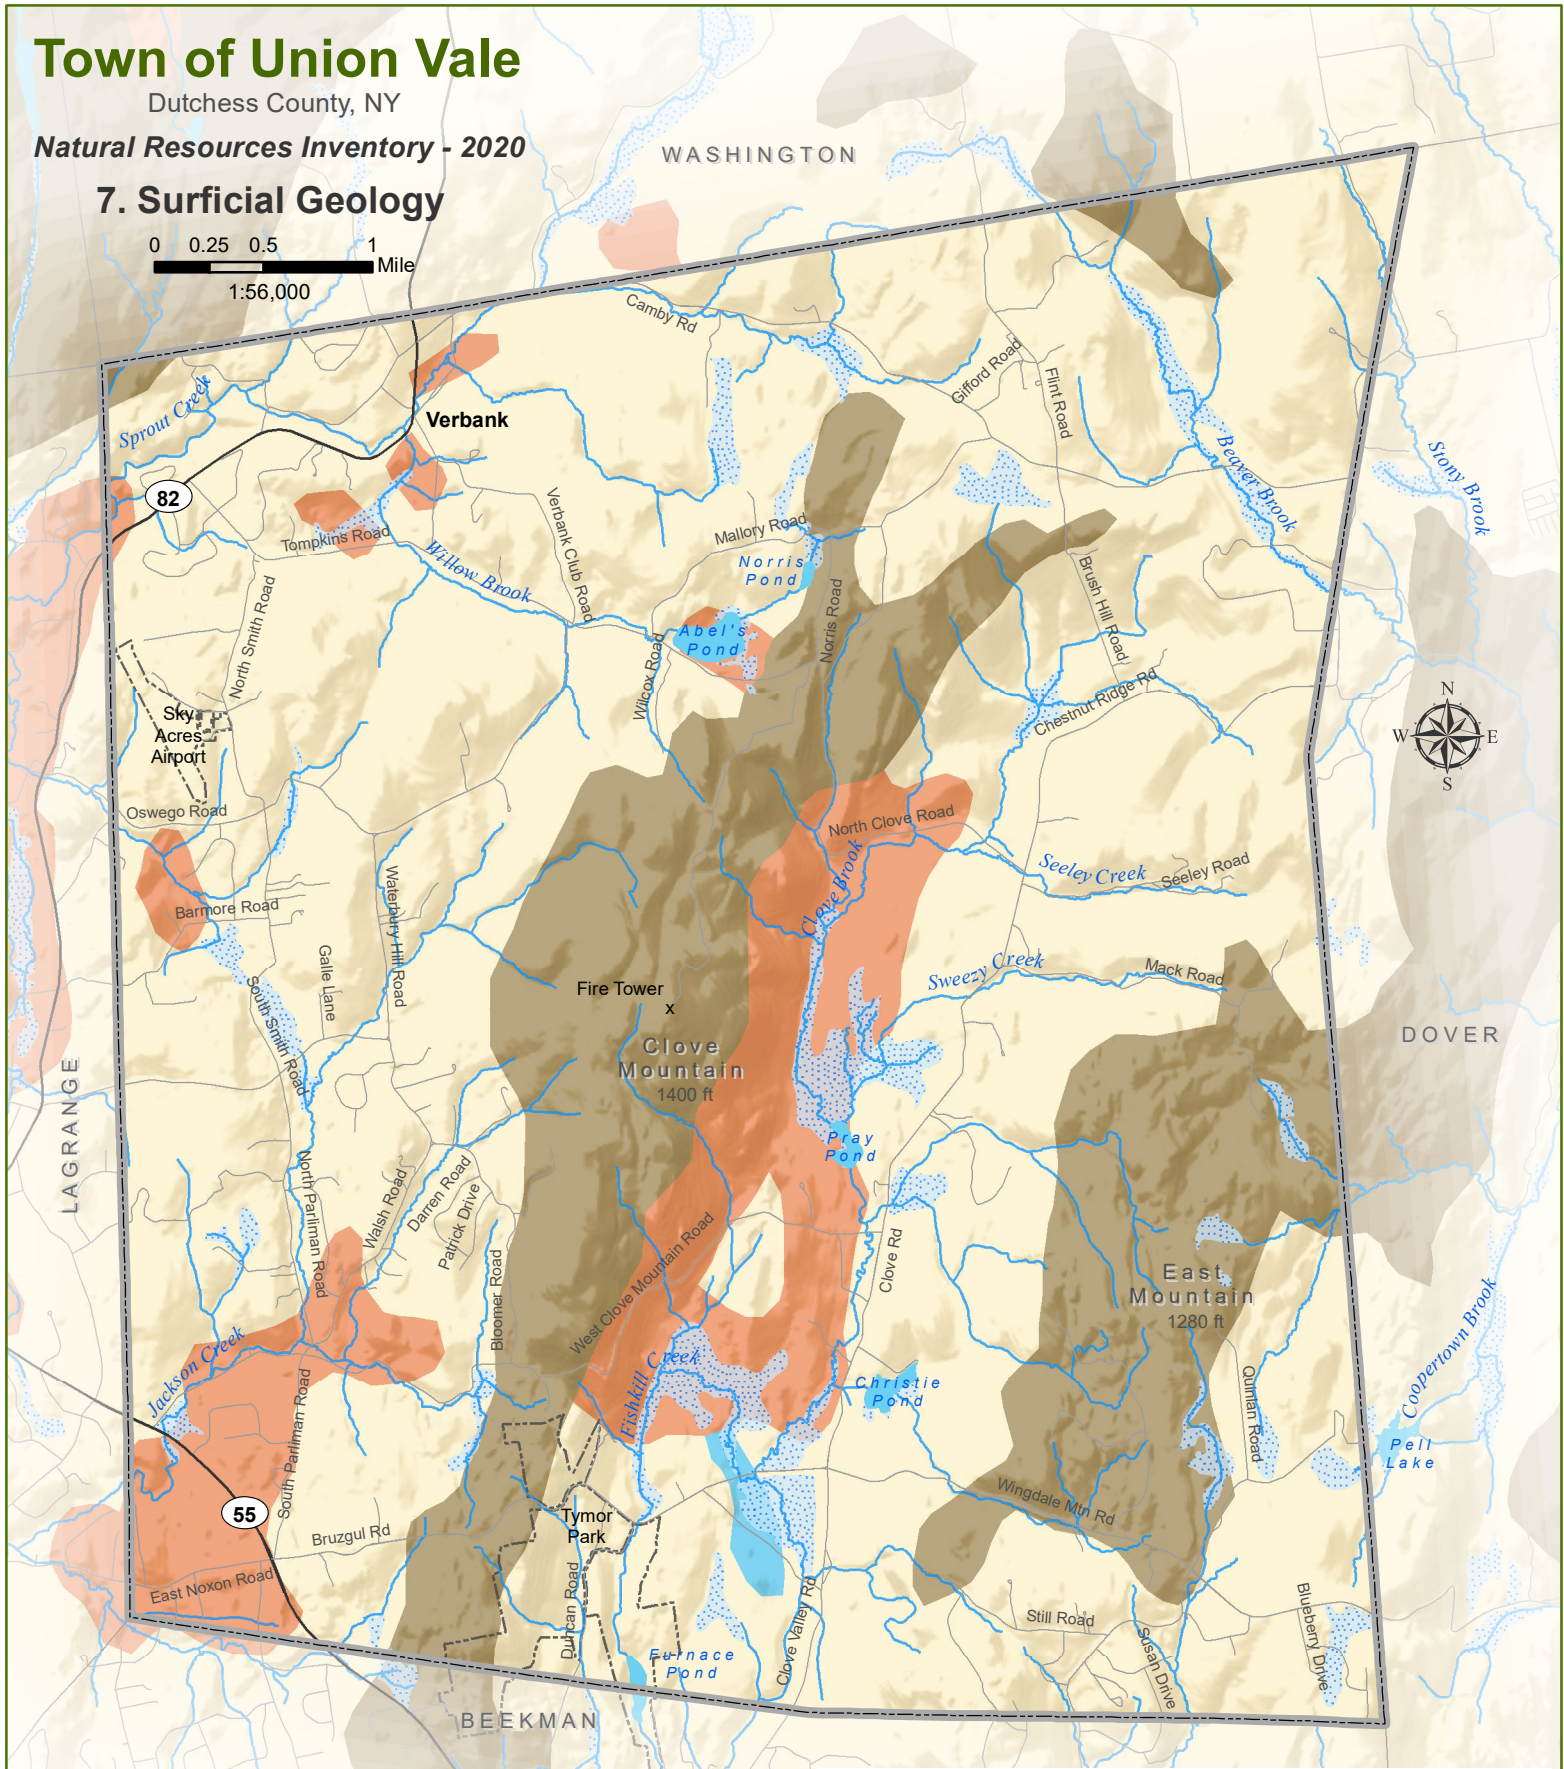 Town of Union Vale
Dutchess County, NY
Natural Resources Inventory - 2020
7. Surficial Geology
0 0.25 0.5 1
Mile
1:56,000
WASHINGTON
Camby Rd
Gifford Road
Flint Road
Sprout Creek
Verbank
82
Beaver Brook
Stony Brook
Tompkins Road
Verbank Club Road
Mallory Road
Willow Brook
Norris
Pond
North Smith Road
Norris Road
Brush Hill Road
Abel's
Pond
Wilcox Road
Chestnut Ridge Rd
Sky
Acres
Airport
N
W E
S
Oswego Road
North Clove Road
Clove Brook
Seeley Creek
Seeley Road
Waterbury Hill Road
Barmore Road
Galle Lane
South Smith Road
Fire Tower
x
Sweezy Creek
Mack Road
Clove
Mountain
1400 ft
DOVER
LAGRANGE
Pray
Pond
North Parliman Road
Walsh Road
Darren Road
Patrick Drive
Bloomer Road
West Clove Mountain Road
Clove Rd
East
Mountain
1280 ft
Jackson Creek
Fishkill Creek
Christie
Pond
Quinlan Road
Coopertown Brook
Pell
Lake
South Parliman Road
55
Bruzgul Rd
Tymor
Park
Wingdale Mtn Rd
East Noxon Road
Duncan Road
Clove Valley Rd
Still Road
Susan Drive
Blueberry Drive
Furnace
Pond
BEEKMAN